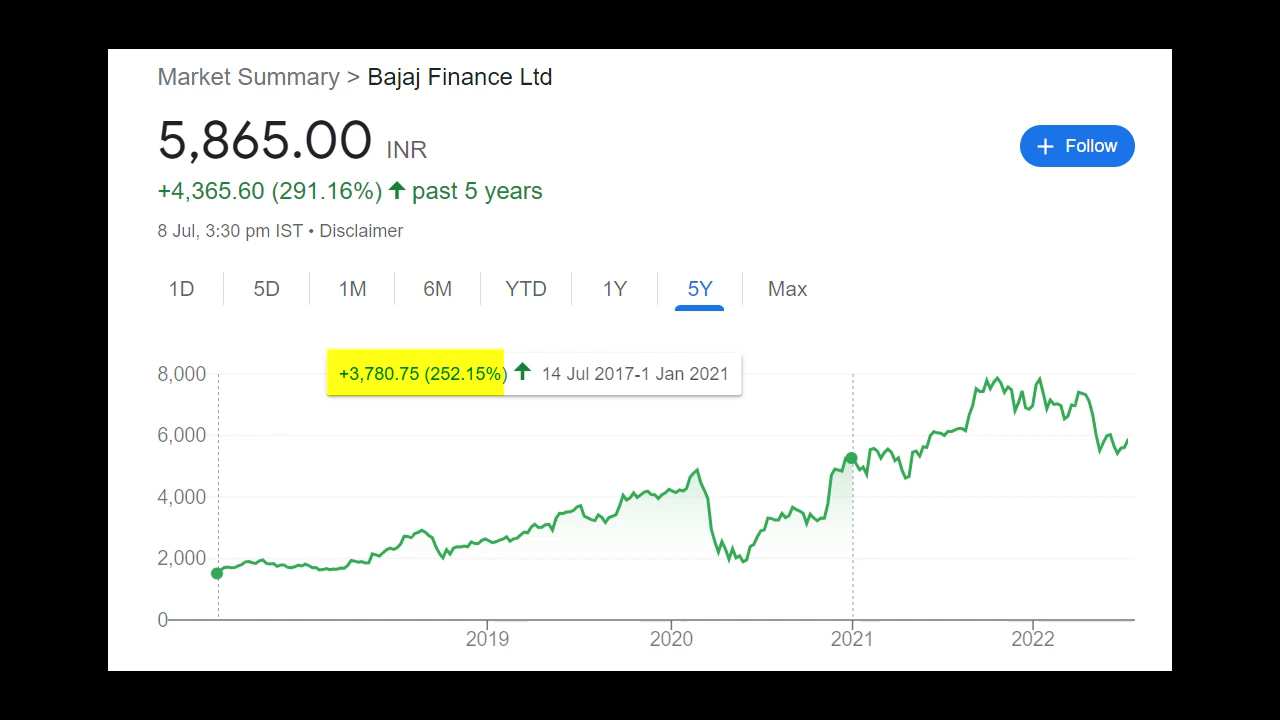 Market Summary > Bajaj Finance Ltd
5,865.00 INR
+ Follow
+4,365.60 (291.16%) ↑ past 5 years
8 Jul, 3:30 pm IST • Disclaimer
1D 5D 1M 6M YTD 1Y 5Y Max
+3,780.75 (252.15%) ↑ 14 Jul 2017-1 Jan 2021
8,000
6,000
4,000
2,000
0
2019 2020 2021 2022